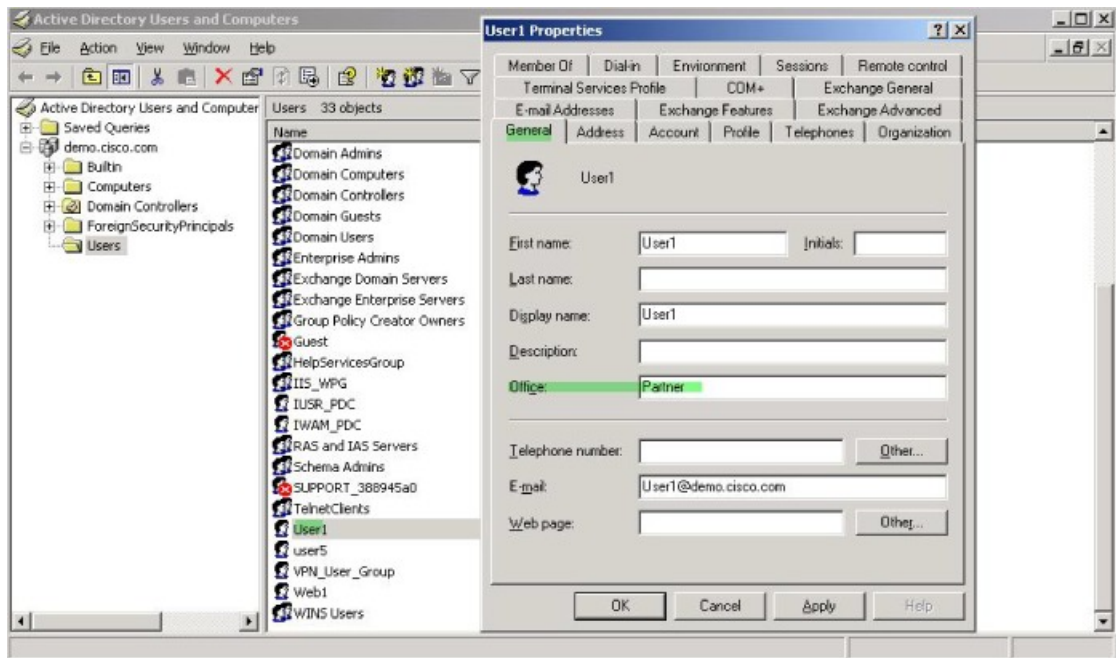 Active Directory Users and Computers
File Action View Window Help
Active Directory Users and Computer
Saved Queries
demo.cisco.com
Builtin
Computers
Domain Controllers
ForeignSecurityPrincipals
Users
Users 33 objects
Name
Domain Admins
Domain Computers
Domain Controllers
Domain Guests
Domain Users
Enterprise Admins
Exchange Domain Servers
Exchange Enterprise Servers
Group Policy Creator Owners
Guest
HelpServicesGroup
IIS_WPG
IUSR_PDC
IWAM_PDC
RAS and IAS Servers
Schema Admins
SUPPORT_388945a0
TelnetClients
User1
user5
VPN_User_Group
Web1
WINS Users
User1 Properties
Member Of Dial-in Environment Sessions Remote control
Terminal Services Profile COM+ Exchange General
E-mail Addresses Exchange Features Exchange Advanced
General Address Account Profile Telephones Organization
User1
First name: User1 Initials:
Last name:
Display name: User1
Description:
Office: Partner
Telephone number: Other...
E-mail: User1@demo.cisco.com
Web page: Other...
OK Cancel Apply Help